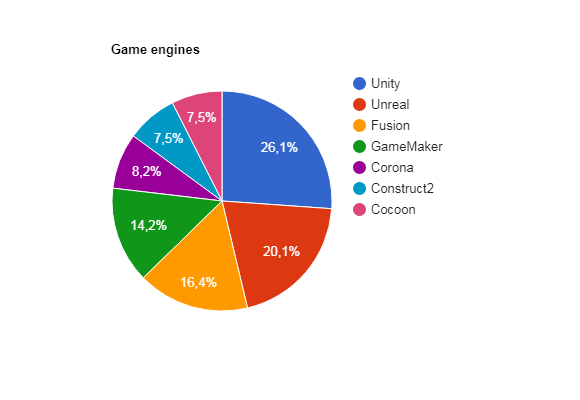 Game engines
Unity
Unreal
Fusion
GameMaker
Corona
Construct2
Cocoon
26,1%
20,1%
16,4%
14,2%
8,2%
7,5%
7,5%